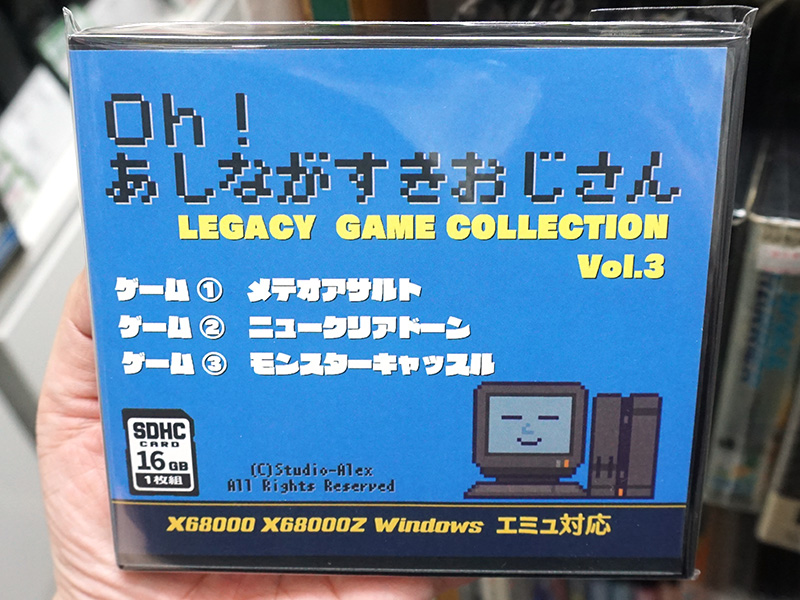 Oh!
あしながすきおじさん
LEGACY GAME COLLECTION
Vol.3
ゲーム① メテオアサルト
ゲーム② ニュークリアドーン
ゲーム③ モンスターキャッスル
SDHC
CARD
16GB
1枚組
(C)Studio-Alex
All Rights Reserved
X68000 X68000Z Windows エミュ対応